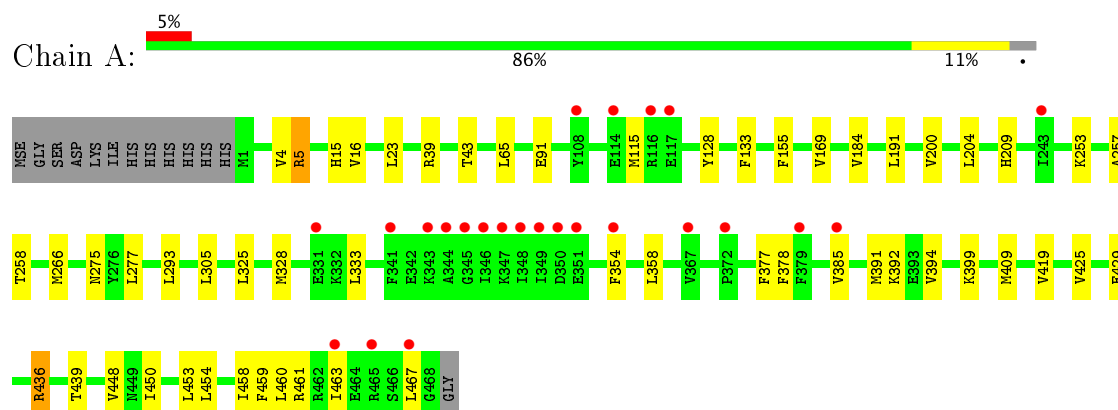 5%
Chain A:
86% 11% .
MSE GLY SER ASP LYS ILE HIS HIS HIS HIS HIS HIS M1 V4 R5 H15 V16 L23 R39 T43 L65 E91 Y108 E114 M115 R116 E117 Y128 F133 F155 V169 V184 L191 V200 L204 H209 I243 K253 A257
T258 M266 N275 Y276 L277 L293 L305 L325 M328 E331 K332 L333 F341 E342 K343 A344 G345 I346 K347 I348 I349 D350 E351 F354 L358 V367 P372 F377 F378 F379 V385 M391 K392 E393 V394 K399 M409 V419 V425
R436 T439 V448 N449 I450 L453 L454 I458 F459 L460 R461 R462 I463 E464 R465 S466 L467 G468 GLY